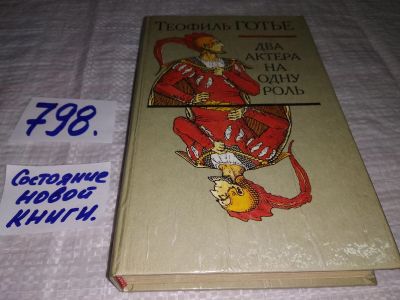 ТЕОФИЛЬ ГОТЬЕ
ДВА
АКТЕРА
НА
ОДНУ
РОЛЬ
798.
Состояние
новой
книги.